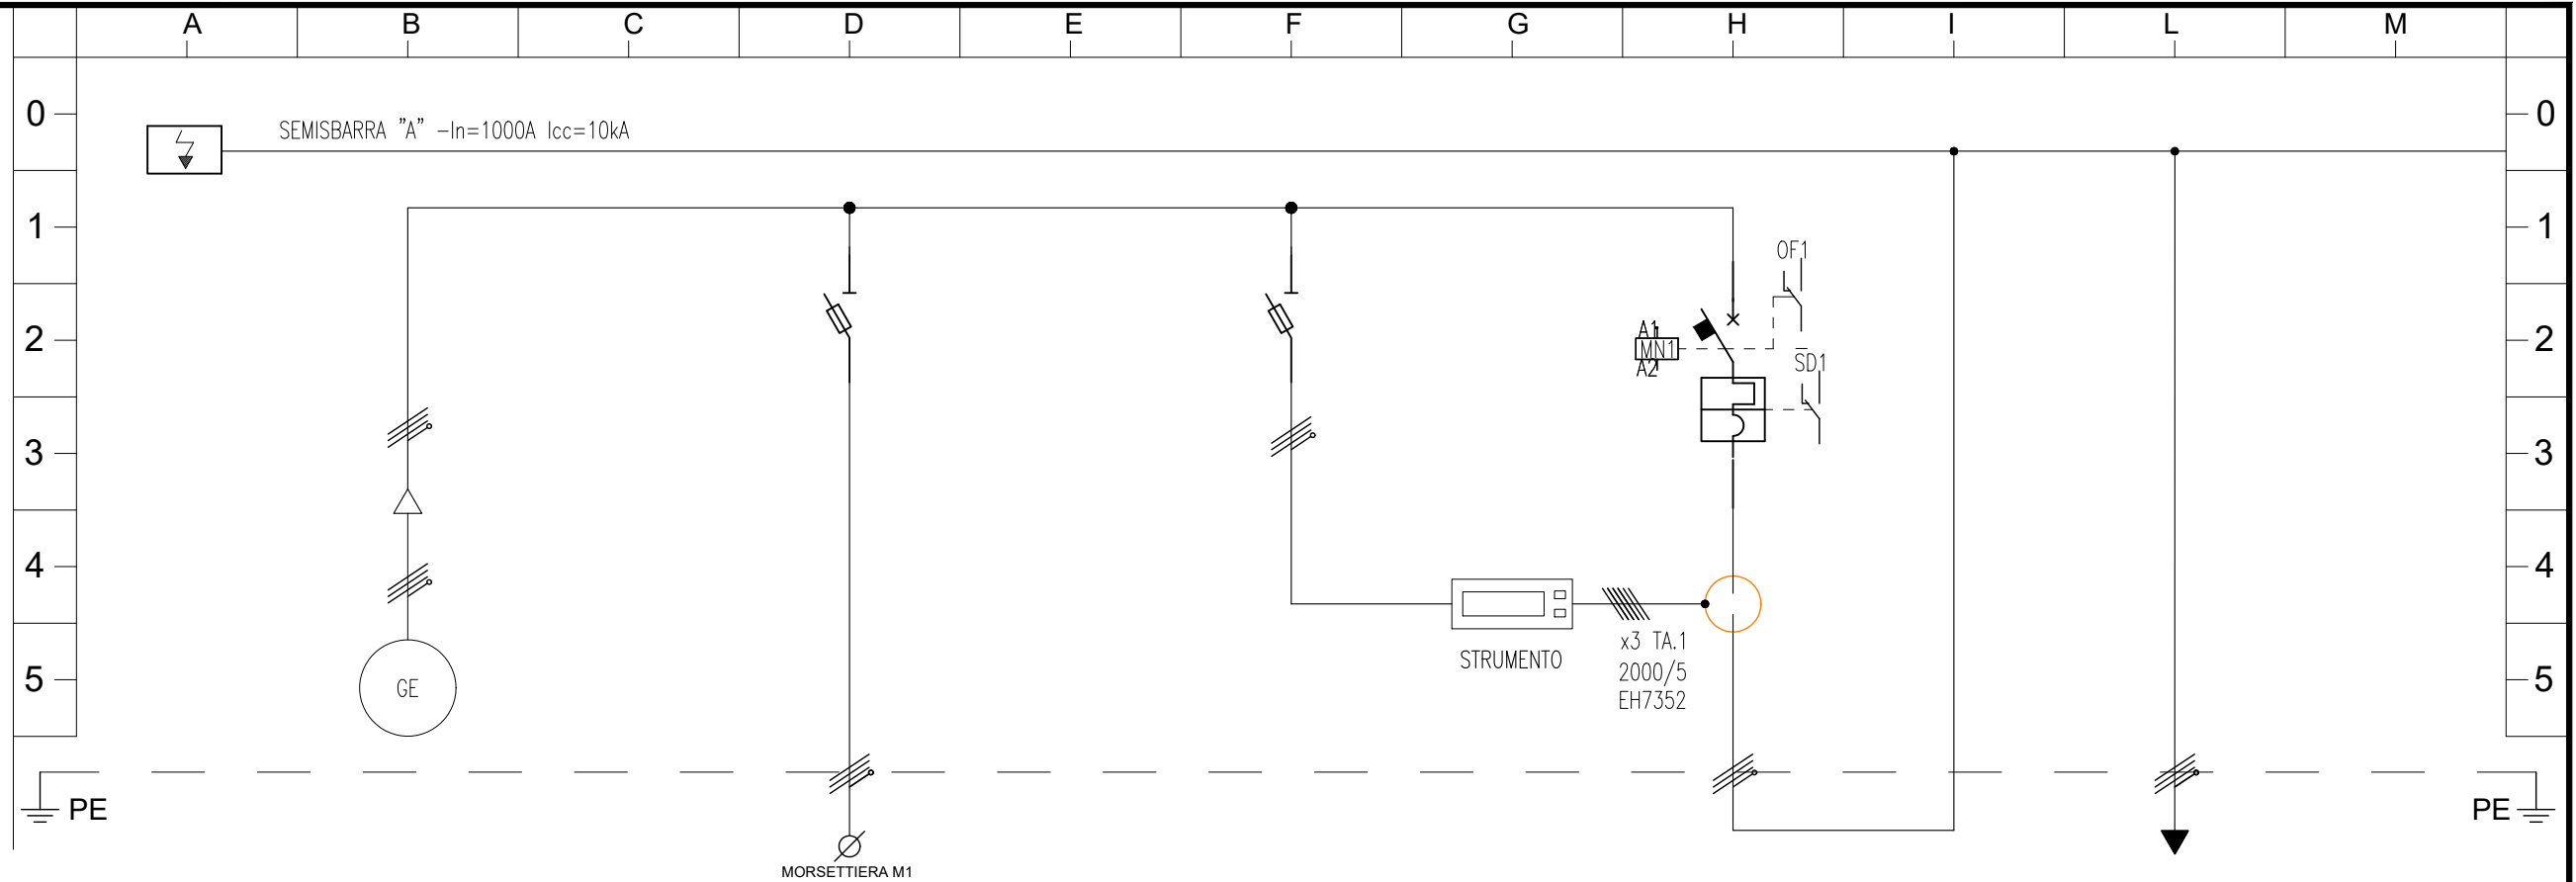 A B C D E F G H I L M
0 0
SEMISBARRA "A" -In=1000A Icc=10kA
1 1
OF1
A1
2 2
MN1
A2 SD1
3 3
4 4
x3 TA.1
STRUMENTO
2000/5
5 5
GE
EH7352
PE PE
MORSETTIERA M1